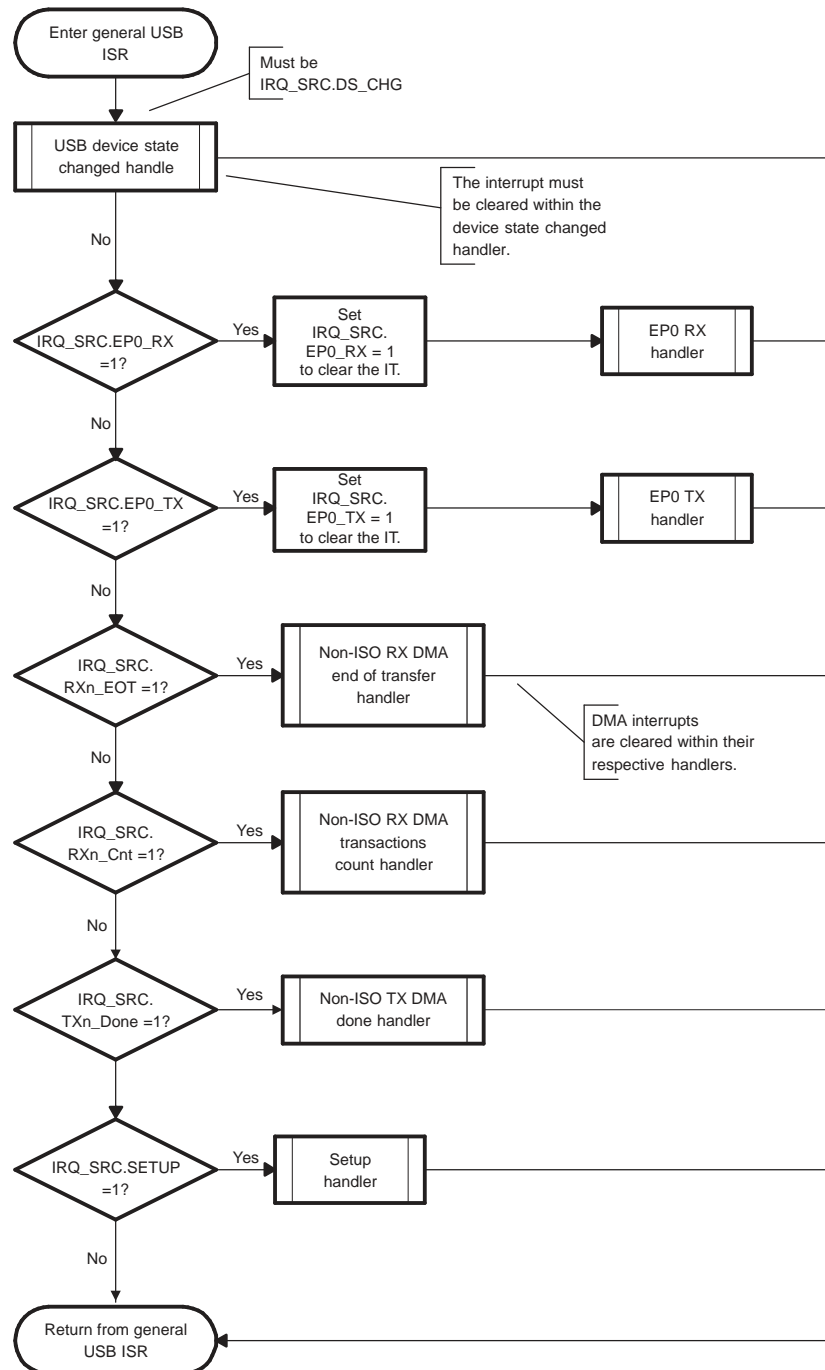 Enter general USB
ISR
Must be
IRQ_SRC.DS_CHG
USB device state
changed handle
The interrupt must
be cleared within the
device state changed
handler.
No
IRQ_SRC.EP0_RX
=1?
Yes
Set
IRQ_SRC.
EP0_RX = 1
to clear the IT.
EP0 RX
handler
No
IRQ_SRC.EP0_TX
=1?
Yes
Set
IRQ_SRC.
EP0_TX = 1
to clear the IT.
EP0 TX
handler
No
IRQ_SRC.
RXn_EOT =1?
Yes
Non-ISO RX DMA
end of transfer
handler
DMA interrupts
are cleared within their
respective handlers.
No
IRQ_SRC.
RXn_Cnt =1?
Yes
Non-ISO RX DMA
transactions
count handler
No
IRQ_SRC.
TXn_Done =1?
Yes
Non-ISO TX DMA
done handler
IRQ_SRC.SETUP
=1?
Yes
Setup
handler
No
Return from general
USB ISR